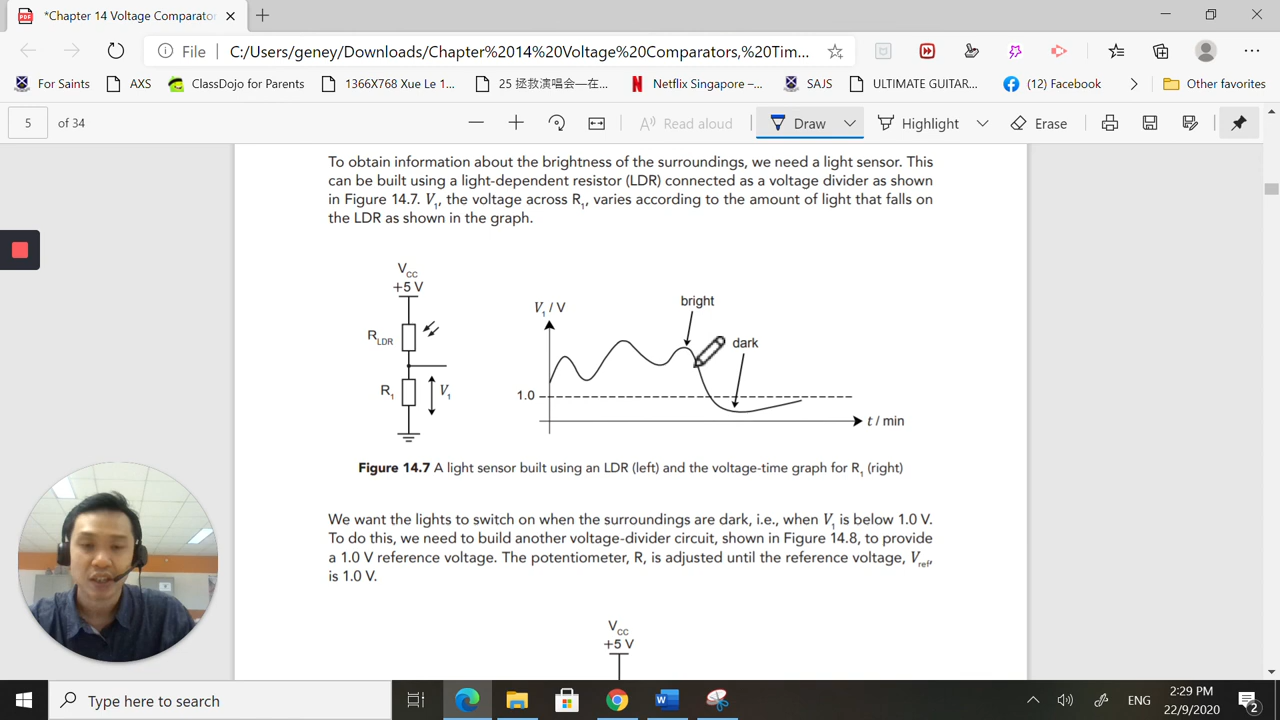 *Chapter 14 Voltage Comparator
File C:/Users/geney/Downloads/Chapter%2014%20Voltage%20Comparators,%20Tim...
For Saints AXS ClassDojo for Parents 1366X768 Xue Le 1... 25 拯救演唱会—在... Netflix Singapore –... SAJS ULTIMATE GUITAR... (12) Facebook Other favorites
5 of 34 Read aloud Draw Highlight Erase
To obtain information about the brightness of the surroundings, we need a light sensor. This
can be built using a light-dependent resistor (LDR) connected as a voltage divider as shown
in Figure 14.7. V1, the voltage across R1, varies according to the amount of light that falls on
the LDR as shown in the graph.
VCC
+5 V
RLDR
R1
V1
V1 / V
bright
dark
1.0
t / min
Figure 14.7 A light sensor built using an LDR (left) and the voltage-time graph for R1 (right)
We want the lights to switch on when the surroundings are dark, i.e., when V1 is below 1.0 V.
To do this, we need to build another voltage-divider circuit, shown in Figure 14.8, to provide
a 1.0 V reference voltage. The potentiometer, R, is adjusted until the reference voltage, Vref,
is 1.0 V.
VCC
+5 V
Type here to search
ENG
2:29 PM
22/9/2020
2